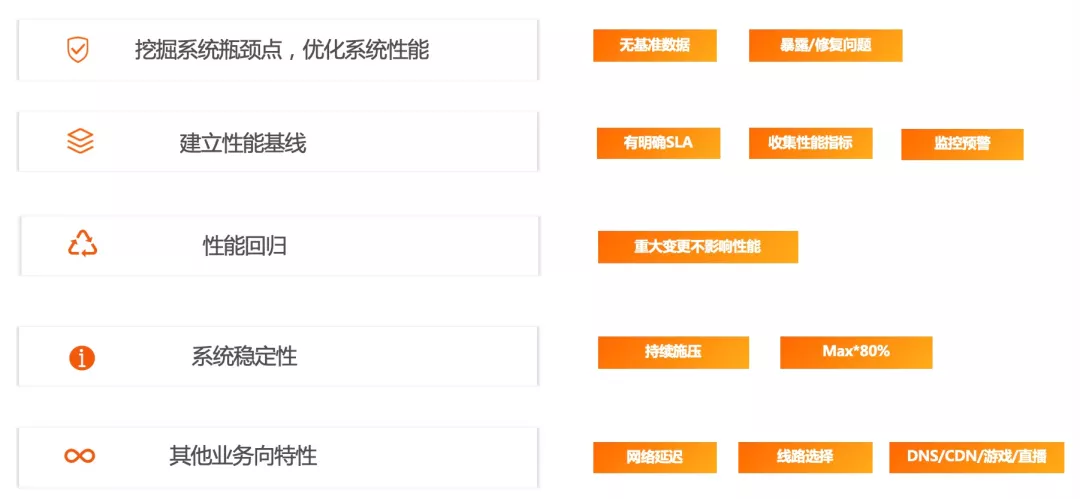 挖掘系统瓶颈点，优化系统性能
无基准数据
暴露/修复问题
建立性能基线
有明确SLA
收集性能指标
监控预警
性能回归
重大变更不影响性能
系统稳定性
持续施压
Max*80%
其他业务向特性
网络延迟
线路选择
DNS/CDN/游戏/直播